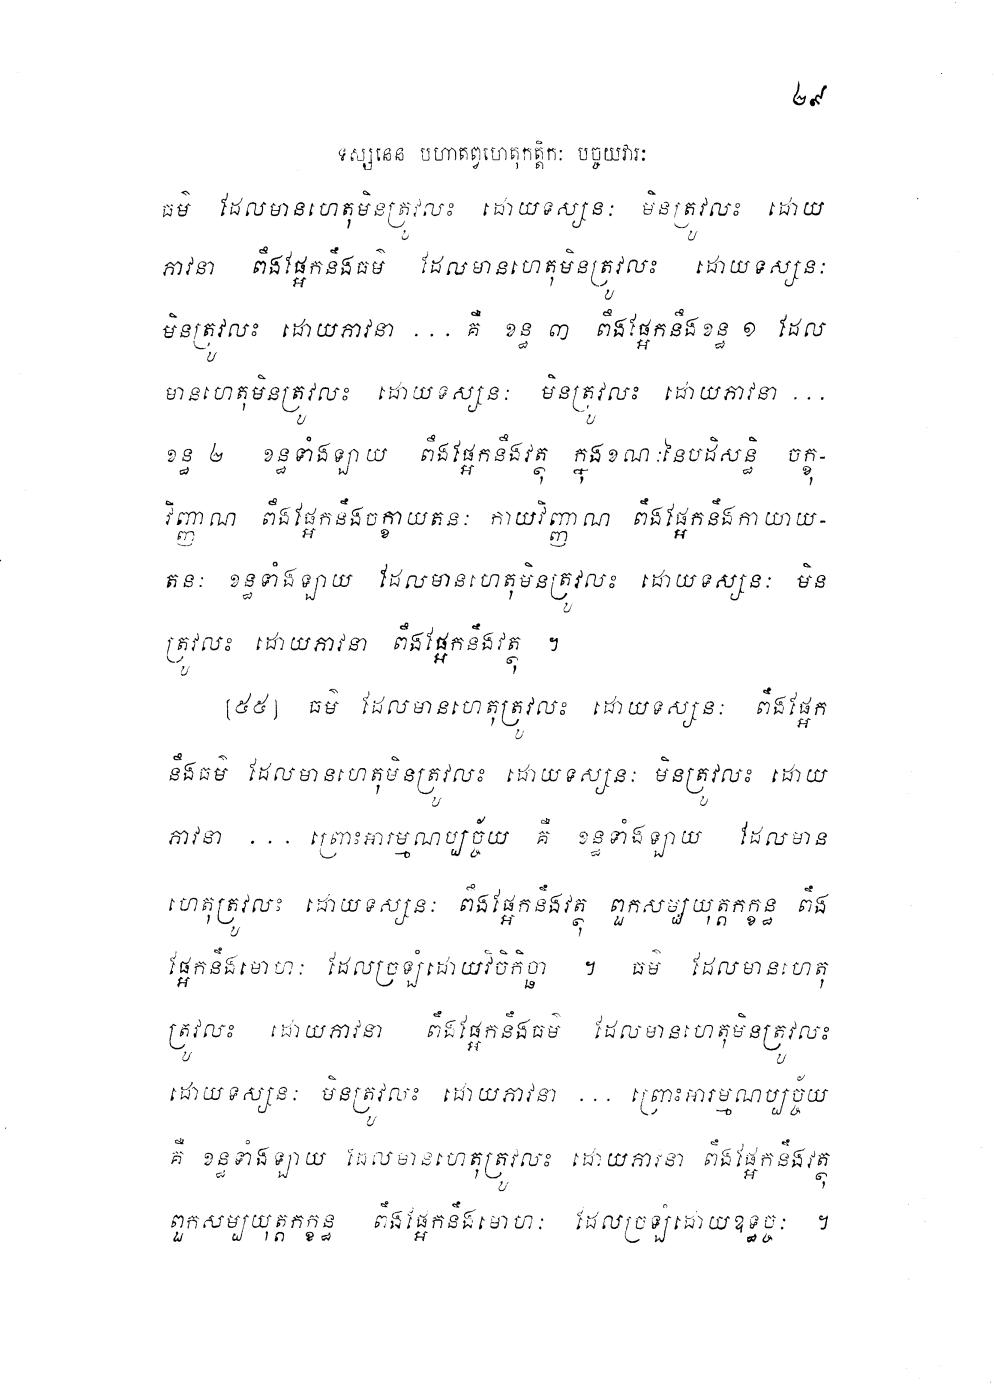 ៤៩
ទស្សនេន បហាតព្វហេតុកត្តិកៈ បច្ចយវារៈ
ធម៌ ដែលមានហេតុមិនត្រូវលះ ដោយទស្សនៈ មិនត្រូវលះ ដោយ
ភាវនា ពឹងផ្អែកនឹងធម៌ ដែលមានហេតុមិនត្រូវលះ ដោយទស្សនៈ
មិនត្រូវលះ ដោយភាវនា ... គឺ ខន្ធ ៣ ពឹងផ្អែកនឹងខន្ធ ១ ដែល
មានហេតុមិនត្រូវលះ ដោយទស្សនៈ មិនត្រូវលះ ដោយភាវនា ...
ខន្ធ ២ ខន្ធទាំងឡាយ ពឹងផ្អែកនឹងវត្ថុ ក្នុងខណៈនៃបដិសន្ធិ ចក្ខុ-
វិញ្ញាណ ពឹងផ្អែកនឹងចក្ខាយតនៈ កាយវិញ្ញាណ ពឹងផ្អែកនឹងកាយាយ-
តនៈ ខន្ធទាំងឡាយ ដែលមានហេតុមិនត្រូវលះ ដោយទស្សនៈ មិន
ត្រូវលះ ដោយភាវនា ពឹងផ្អែកនឹងវត្ថុ ។
[៥៥] ធម៌ ដែលមានហេតុត្រូវលះ ដោយទស្សនៈ ពឹងផ្អែក
នឹងធម៌ ដែលមានហេតុមិនត្រូវលះ ដោយទស្សនៈ មិនត្រូវលះ ដោយ
ភាវនា ... ព្រោះអារម្មណប្បច្ច័យ គឺ ខន្ធទាំងឡាយ ដែលមាន
ហេតុត្រូវលះ ដោយទស្សនៈ ពឹងផ្អែកនឹងវត្ថុ ពួកសម្បយុត្តកក្ខន្ធ ពឹង
ផ្អែកនឹងមោហៈ ដែលច្រឡំដោយវិចិកិច្ឆា ។ ធម៌ ដែលមានហេតុ
ត្រូវលះ ដោយភាវនា ពឹងផ្អែកនឹងធម៌ ដែលមានហេតុមិនត្រូវលះ
ដោយទស្សនៈ មិនត្រូវលះ ដោយភាវនា ... ព្រោះអារម្មណប្បច្ច័យ
គឺ ខន្ធទាំងឡាយ ដែលមានហេតុត្រូវលះ ដោយភាវនា ពឹងផ្អែកនឹងវត្ថុ
ពួកសម្បយុត្តកក្ខន្ធ ពឹងផ្អែកនឹងមោហៈ ដែលច្រឡំដោយឧទ្ធច្ចៈ ។